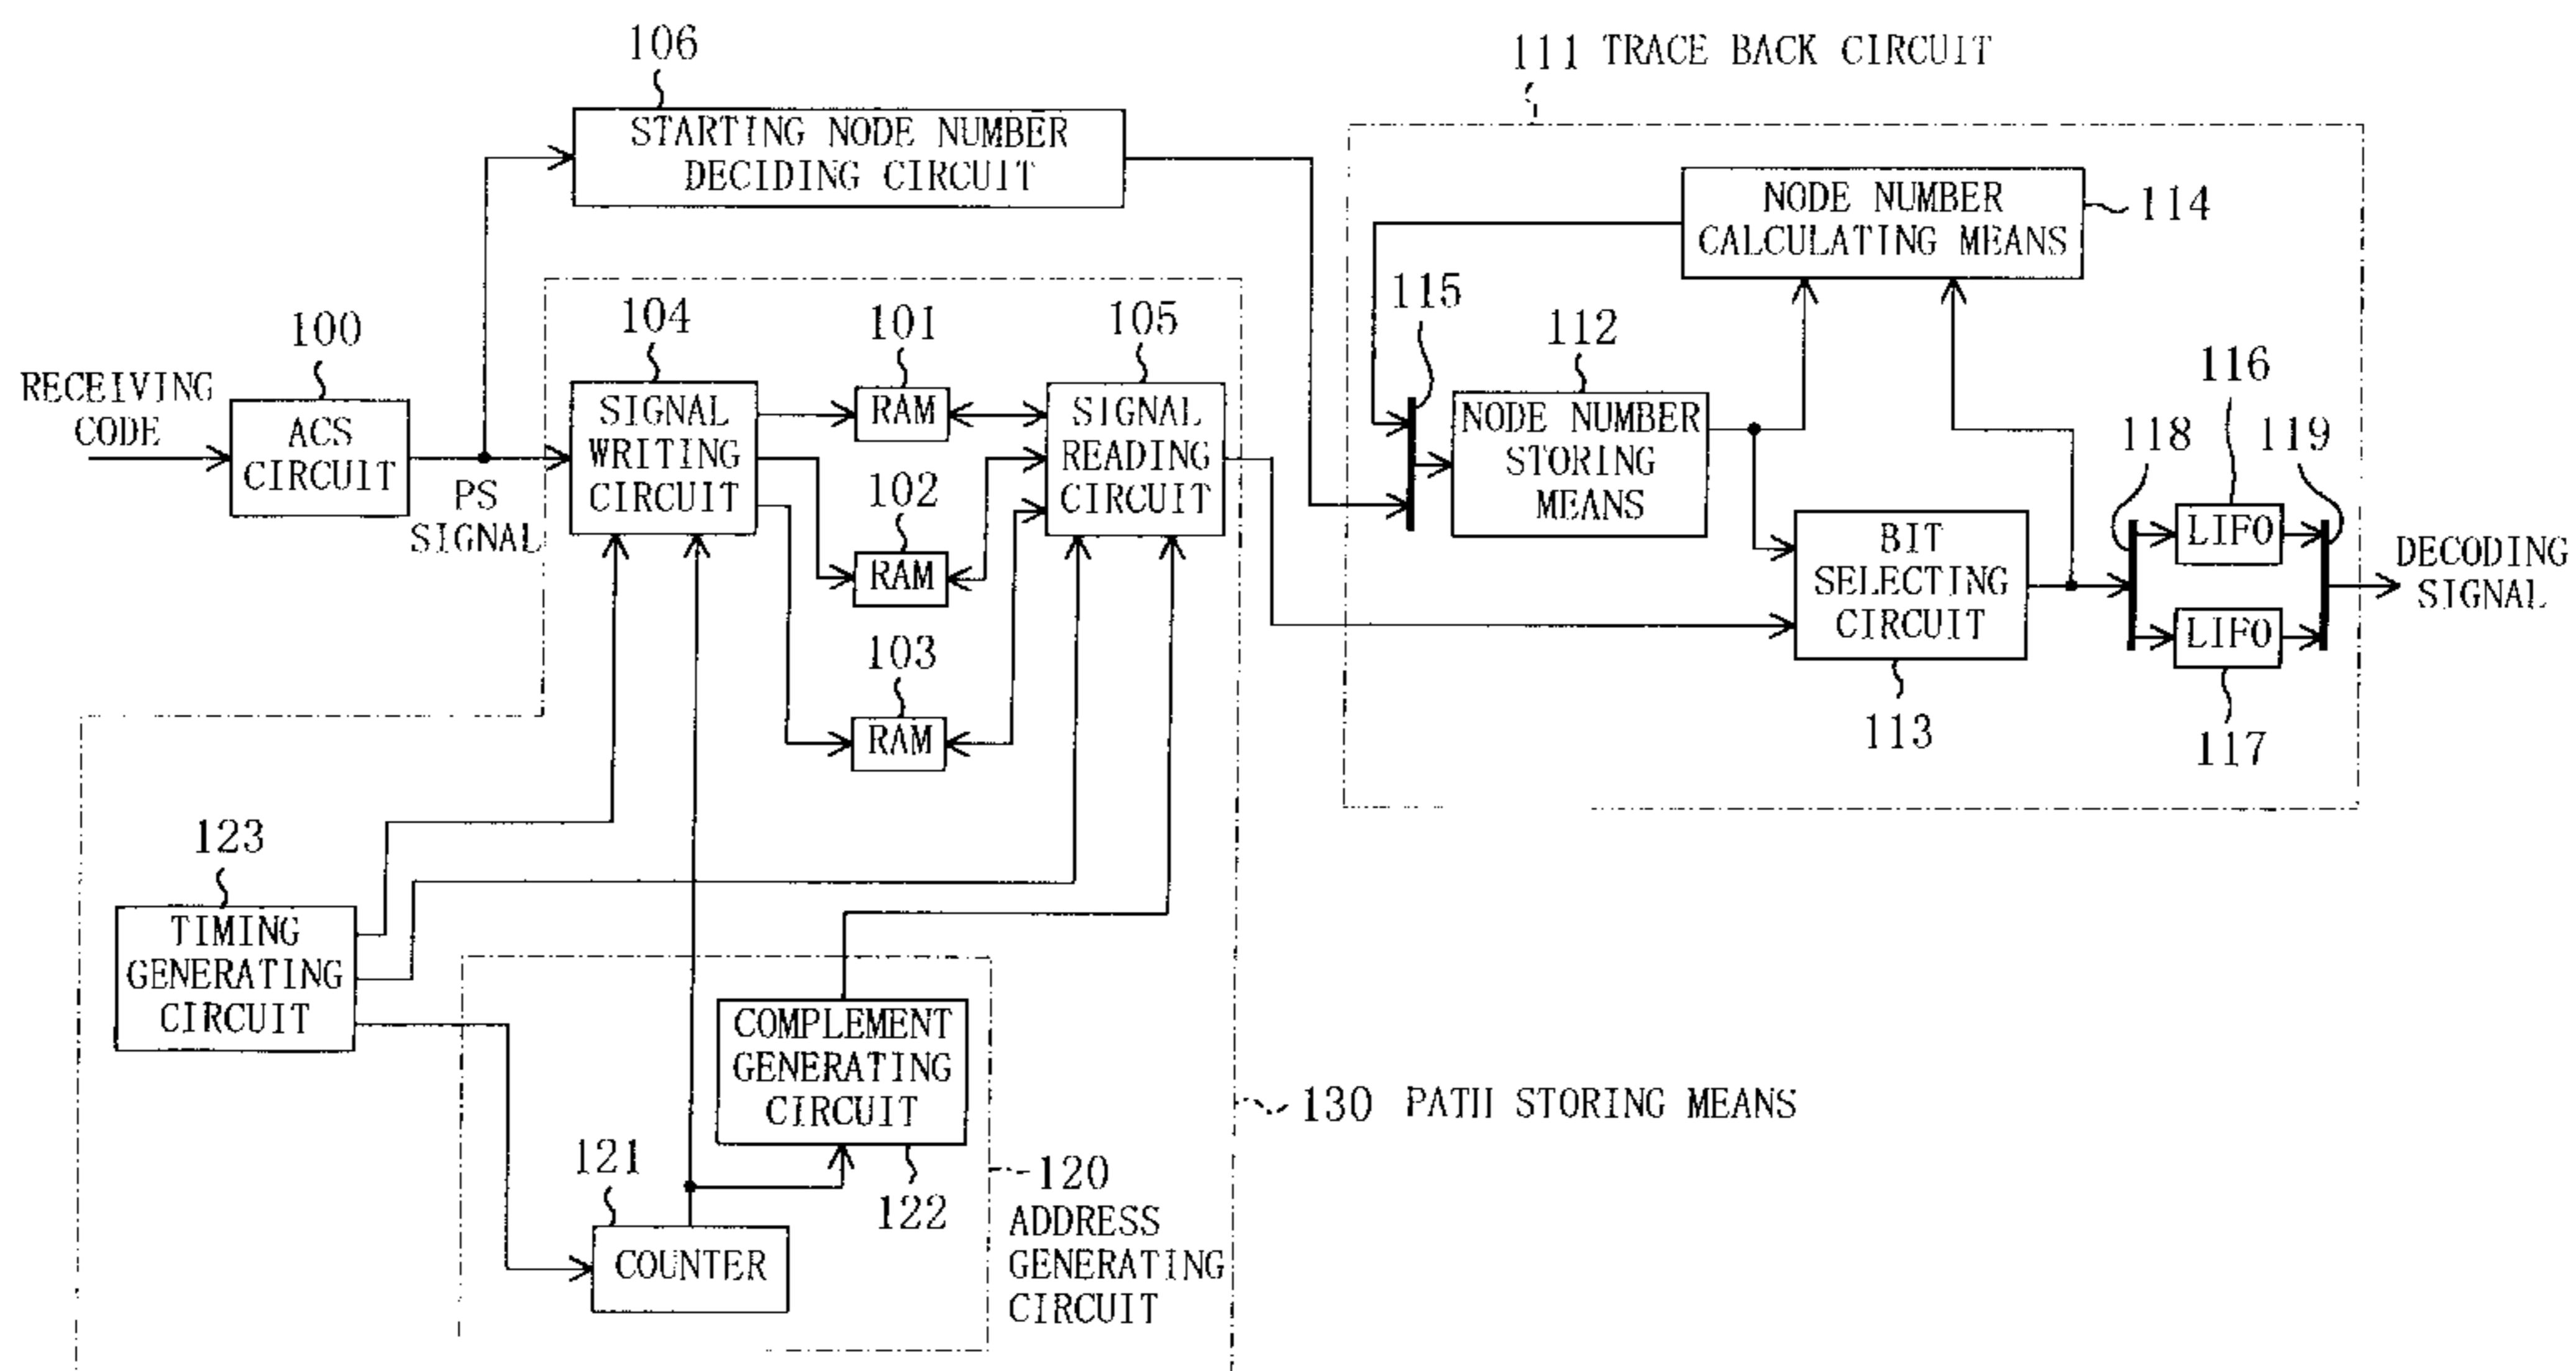 106
STARTING NODE NUMBER
DECIDING CIRCUIT
111 TRACE BACK CIRCUIT
NODE NUMBER
CALCULATING MEANS
114
RECEIVING
CODE
100
ACS
CIRCUIT
PS
SIGNAL
104
SIGNAL
WRITING
CIRCUIT
101
RAM
102
RAM
103
RAM
105
SIGNAL
READING
CIRCUIT
115
112
NODE NUMBER
STORING
MEANS
BIT
SELECTING
CIRCUIT
113
118
116
LIFO
119
LIFO
117
DECODING
SIGNAL
123
TIMING
GENERATING
CIRCUIT
COMPLEMENT
GENERATING
CIRCUIT
122
121
COUNTER
120
ADDRESS
GENERATING
CIRCUIT
130 PATH STORING MEANS